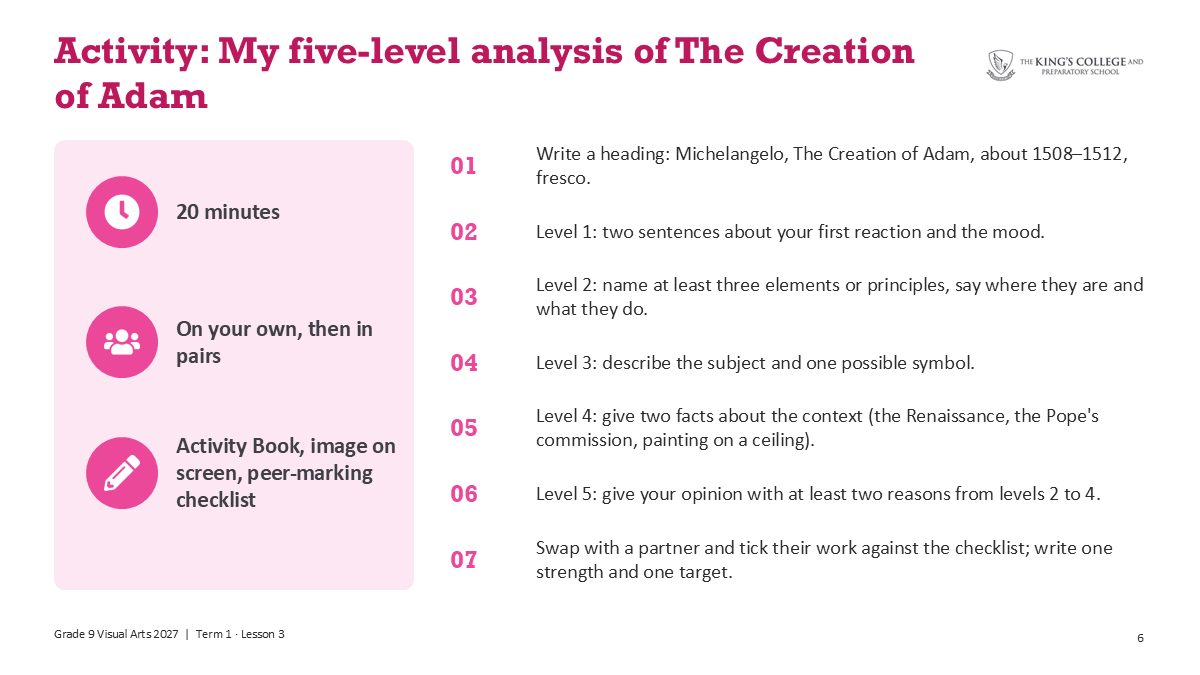 Activity: My five-level analysis of The Creation
of Adam
THE KING'S COLLEGE AND
PREPARATORY SCHOOL
20 minutes
On your own, then in
pairs
Activity Book, image on
screen, peer-marking
checklist
01
Write a heading: Michelangelo, The Creation of Adam, about 1508–1512,
fresco.
02
Level 1: two sentences about your first reaction and the mood.
03
Level 2: name at least three elements or principles, say where they are and
what they do.
04
Level 3: describe the subject and one possible symbol.
05
Level 4: give two facts about the context (the Renaissance, the Pope's
commission, painting on a ceiling).
06
Level 5: give your opinion with at least two reasons from levels 2 to 4.
07
Swap with a partner and tick their work against the checklist; write one
strength and one target.
Grade 9 Visual Arts 2027 | Term 1 · Lesson 3
6